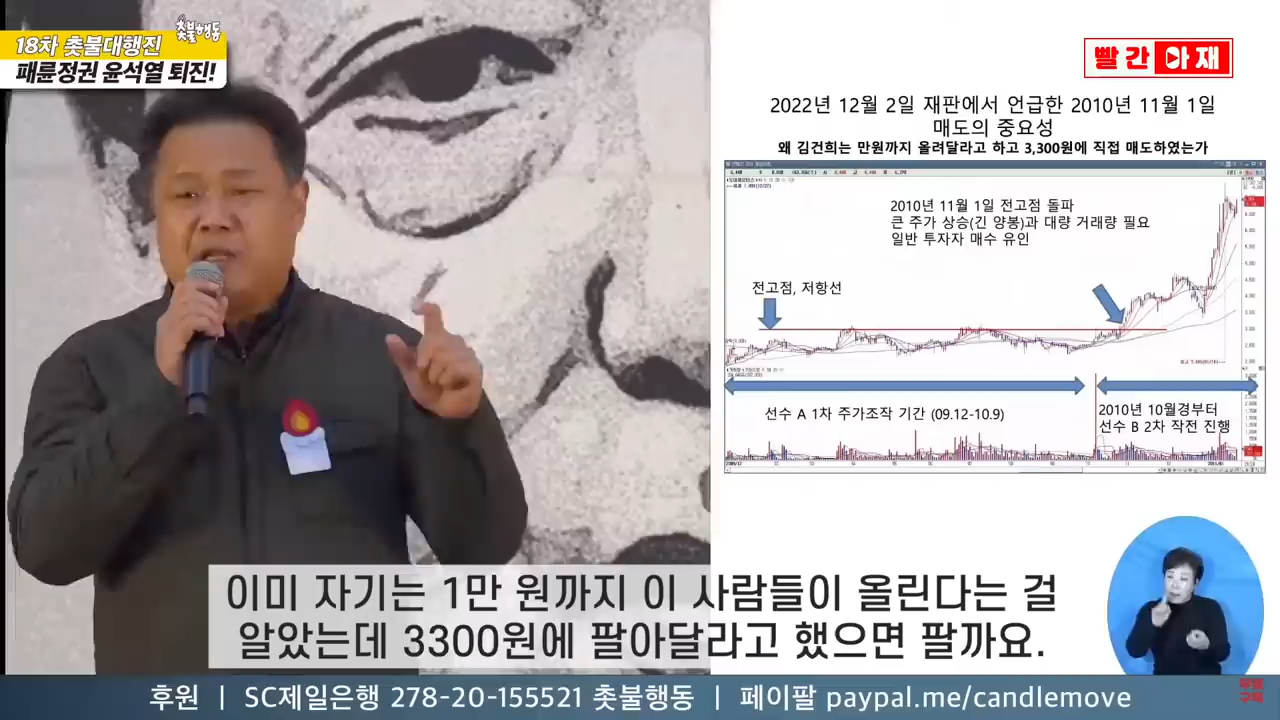 촛불행동
18차 촛불대행진
패륜정권 윤석열 퇴진!
빨간아재
2022년 12월 2일 재판에서 언급한 2010년 11월 1일
매도의 중요성
왜 김건희는 만원까지 올려달라고 하고 3,300원에 직접 매도하였는가
2010년 11월 1일 전고점 돌파
큰 주가 상승(긴 양봉)과 대량 거래량 필요
일반 투자자 매수 유인
전고점, 저항선
선수 A 1차 주가조작 기간 (09.12-10.9)
2010년 10월경부터
선수 B 2차 작전 진행
이미 자기는 1만 원까지 이 사람들이 올린다는 걸
알았는데 3300원에 팔아달라고 했으면 팔까요.
후원 | SC제일은행 278-20-155521 촛불행동 | 페이팔 paypal.me/candlemove